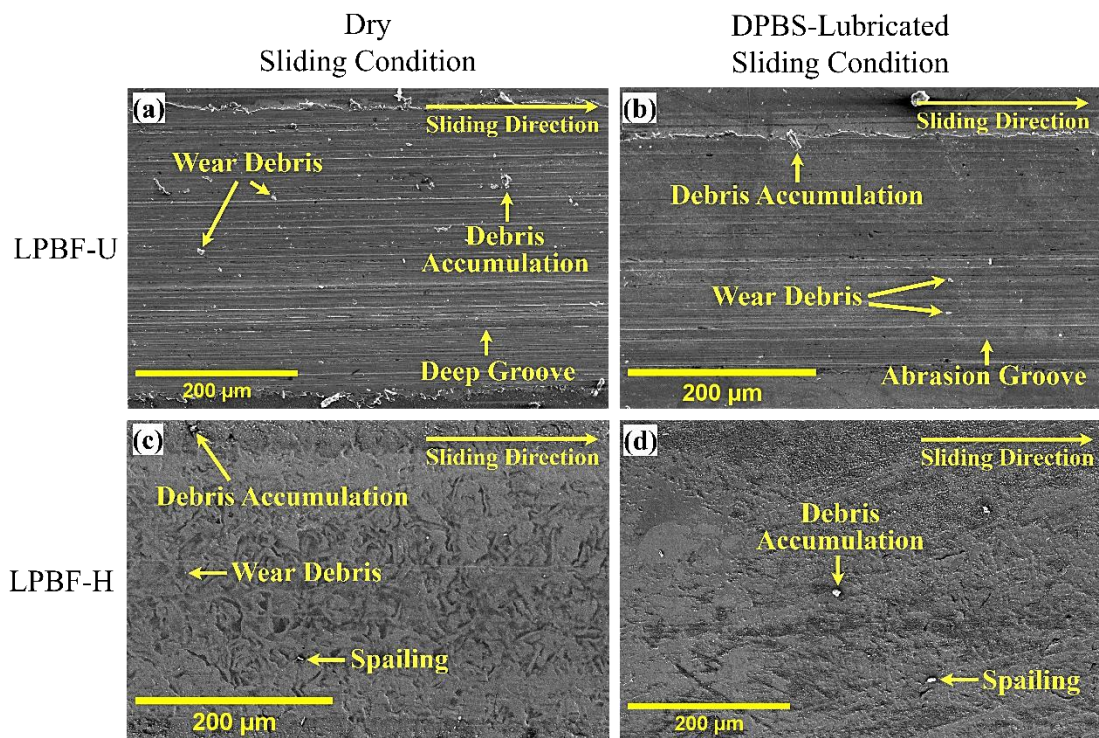 Dry
Sliding Condition
DPBS-Lubricated
Sliding Condition
LPBF-U
(a)
Sliding Direction
Wear Debris
Debris
Accumulation
Deep Groove
200 µm
(b)
Sliding Direction
Debris Accumulation
Wear Debris
Abrasion Groove
200 µm
LPBF-H
(c)
Sliding Direction
Debris Accumulation
Wear Debris
Spailing
200 µm
(d)
Sliding Direction
Debris
Accumulation
Spailing
200 µm